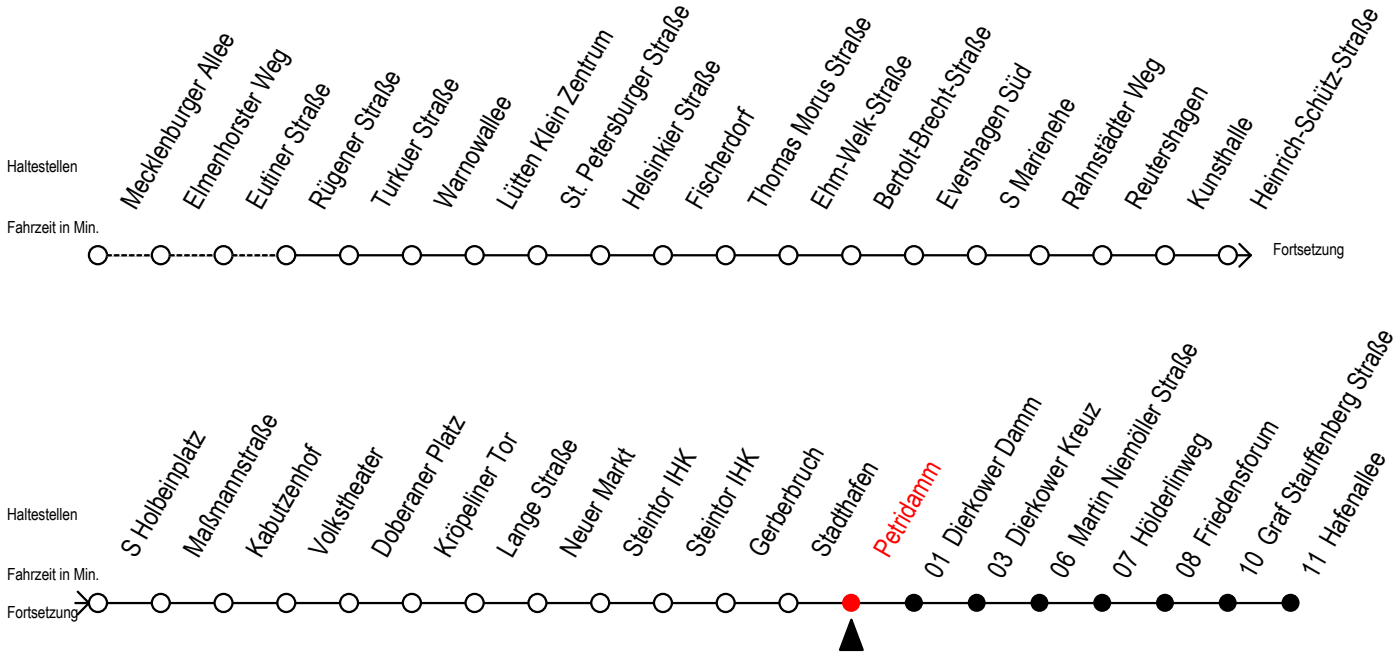 Haltestellen
Mecklenburger Allee
Elmenhorster Weg
Eutiner Straße
Rügener Straße
Turkuer Straße
Warnowallee
Lütten Klein Zentrum
St. Petersburger Straße
Helsinkier Straße
Fischerdorf
Thomas Morus Straße
Ehm-Welk-Straße
Bertolt-Brecht-Straße
Evershagen Süd
S Marienehe
Rahnstädter Weg
Reutershagen
Kunsthalle
Heinrich-Schütz-Straße
Fahrzeit in Min.
Fortsetzung
Haltestellen
S Holbeinplatz
Maßmannstraße
Kabutzenhof
Volkstheater
Doberaner Platz
Kröpeliner Tor
Lange Straße
Neuer Markt
Steintor IHK
Steintor IHK
Gerberbruch
Stadthafen
Petridamm
01 Dierkower Damm
03 Dierkower Kreuz
06 Martin Niemöller Straße
07 Hölderlinweg
08 Friedensforum
10 Graf Stauffenberg Straße
11 Hafenallee
Fahrzeit in Min.
Fortsetzung